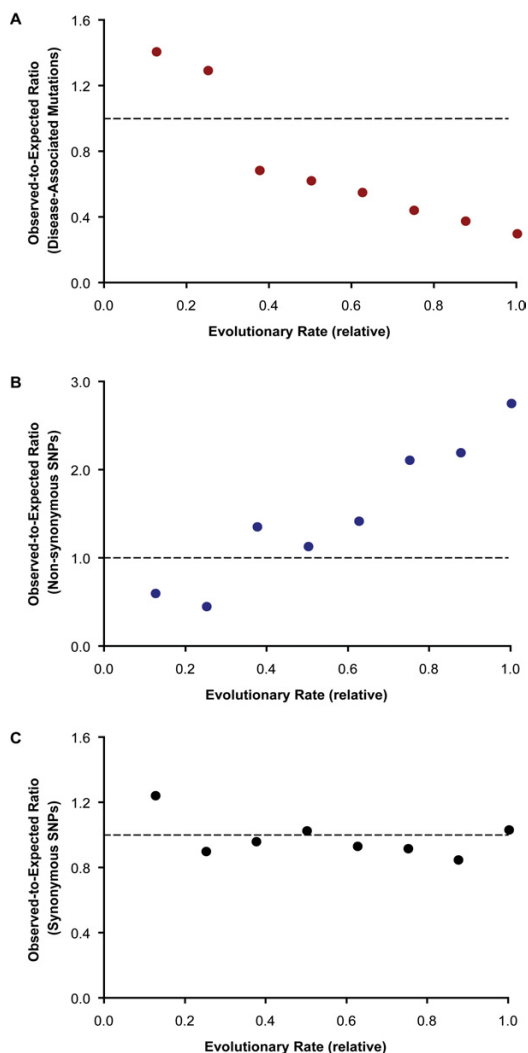 A
Observed-to-Expected Ratio
(Disease-Associated Mutations)
1.6
1.2
0.8
0.4
0.0
0.0 0.2 0.4 0.6 0.8 1.0
Evolutionary Rate (relative)
B
Observed-to-Expected Ratio
(Non-synonymous SNPs)
3.0
2.0
1.0
0.0
0.0 0.2 0.4 0.6 0.8 1.0
Evolutionary Rate (relative)
C
Observed-to-Expected Ratio
(Synonymous SNPs)
1.6
1.2
0.8
0.4
0.0
0.0 0.2 0.4 0.6 0.8 1.0
Evolutionary Rate (relative)